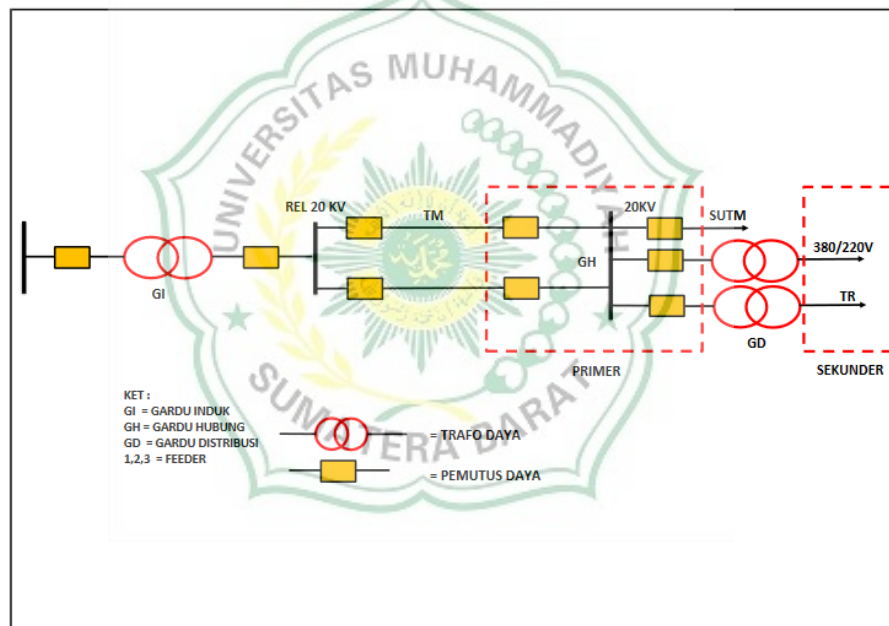 UNIVERSITAS MUHAMMADIYAH
SUMATERA BARAT
REL 20 KV
TM
20KV
SUTM
GI
GH
380/220V
TR
GD
PRIMER
SEKUNDER
KET :
GI = GARDU INDUK
GH = GARDU HUBUNG
GD = GARDU DISTRIBUSI
1,2,3 = FEEDER
= TRAFO DAYA
= PEMUTUS DAYA